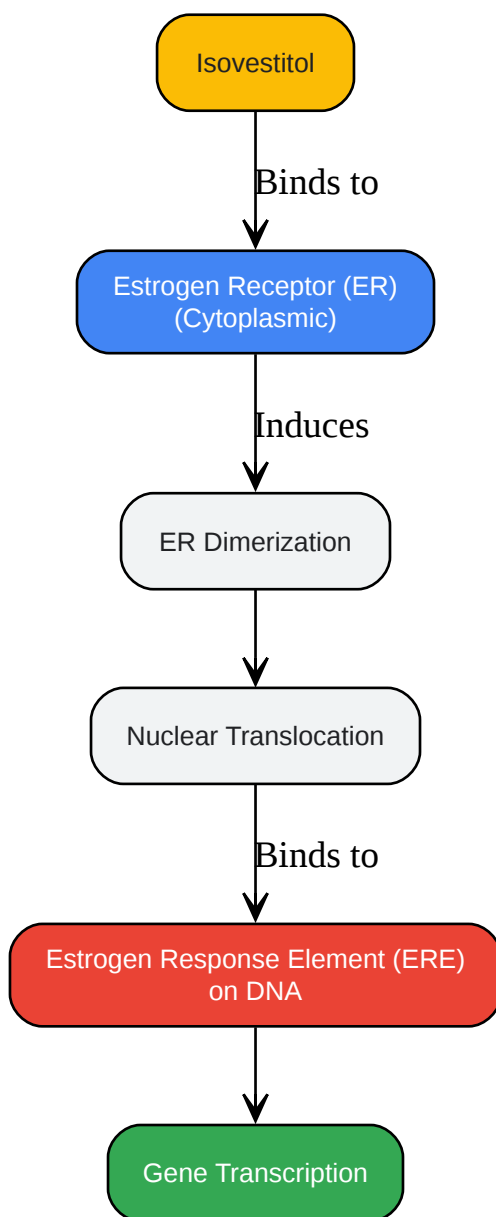 Isovestitol
Binds to
Estrogen Receptor (ER)
(Cytoplasmic)
Induces
ER Dimerization
Nuclear Translocation
Binds to
Estrogen Response Element (ERE)
on DNA
Gene Transcription